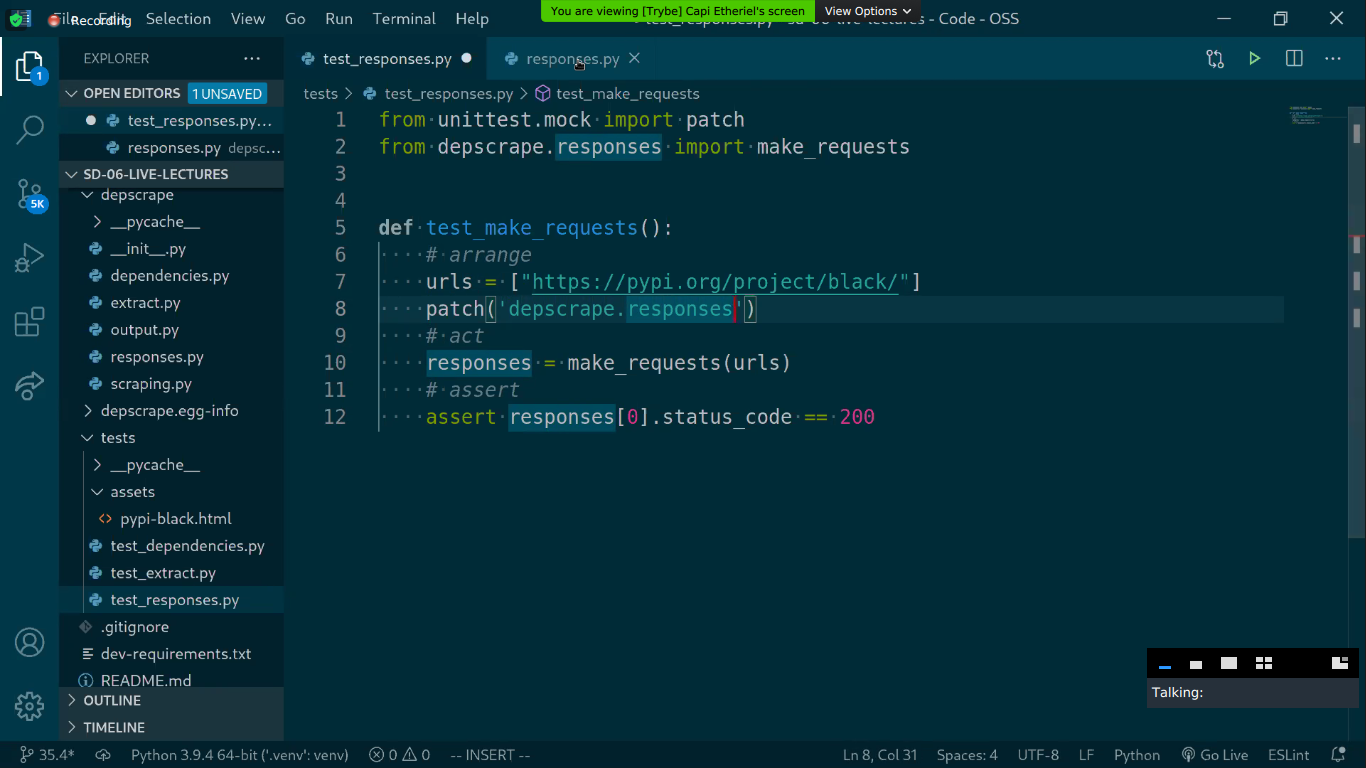 File Edit Selection View Go Run Terminal Help
Recording
You are viewing [Trybe] Capi Etheriel's screen
View Options
- Code - OSS
EXPLORER
test_responses.py
responses.py
OPEN EDITORS 1 UNSAVED
test_responses.py...
responses.py depsc...
SD-06-LIVE-LECTURES
depscrape
__pycache__
__init__.py
dependencies.py
extract.py
output.py
responses.py
scraping.py
depscrape.egg-info
tests
__pycache__
assets
pypi-black.html
test_dependencies.py
test_extract.py
test_responses.py
.gitignore
dev-requirements.txt
README.md
OUTLINE
TIMELINE
1
5K
tests > test_responses.py > test_make_requests
1 from unittest.mock import patch
2 from depscrape.responses import make_requests
3
4
5 def test_make_requests():
6 # arrange
7 urls = ["https://pypi.org/project/black/"]
8 patch('depscrape.responses')
9 # act
10 responses = make_requests(urls)
11 # assert
12 assert responses[0].status_code == 200
Talking:
35.4* Python 3.9.4 64-bit ('.venv': venv) 0 0 -- INSERT -- Ln 8, Col 31 Spaces: 4 UTF-8 LF Python Go Live ESLint